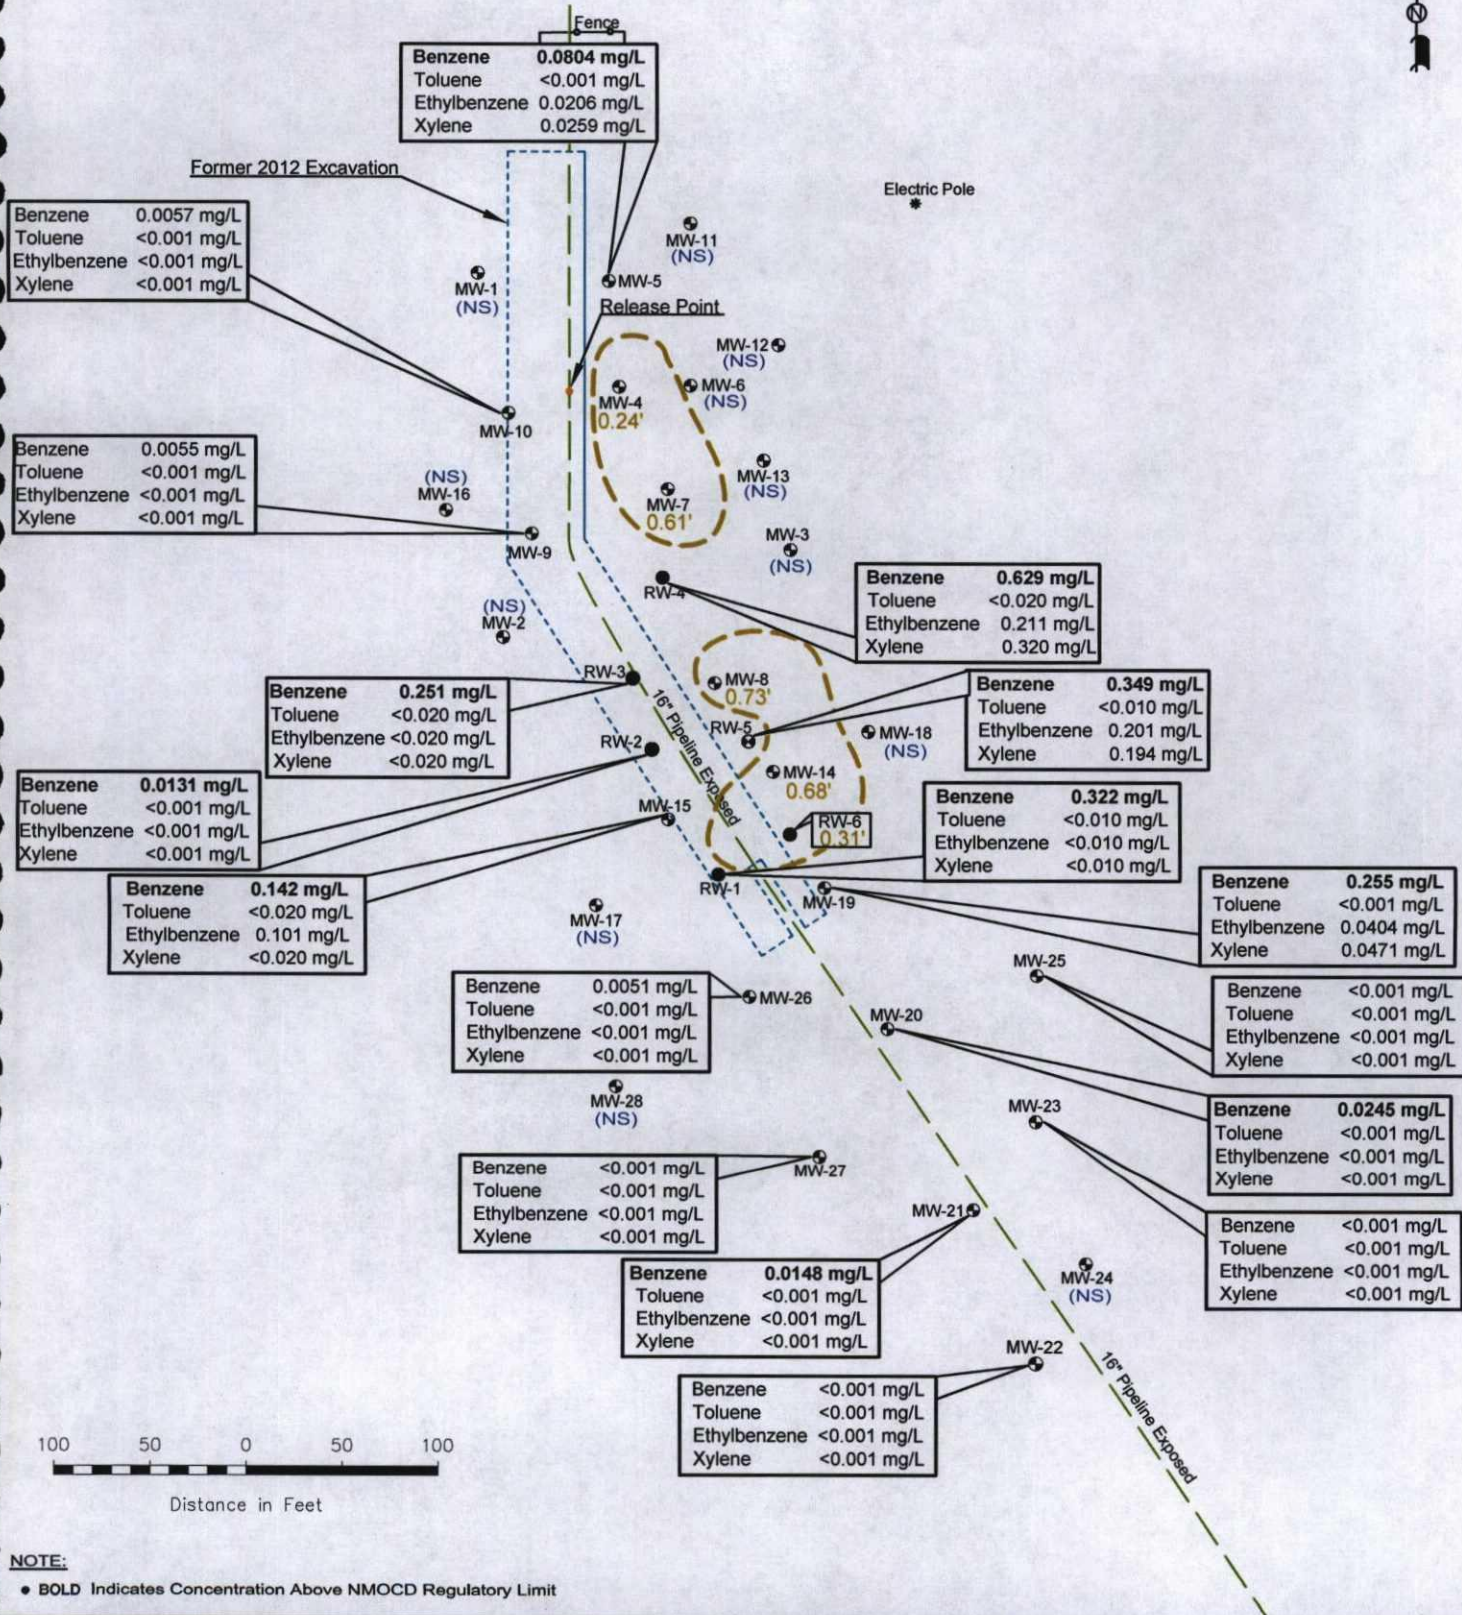 N
Fence
Benzene 0.0804 mg/L
Toluene <0.001 mg/L
Ethylbenzene 0.0206 mg/L
Xylene 0.0259 mg/L
Former 2012 Excavation
Electric Pole
Benzene 0.0057 mg/L
Toluene <0.001 mg/L
Ethylbenzene <0.001 mg/L
Xylene <0.001 mg/L
MW-11
(NS)
MW-1
(NS)
MW-5
Release Point
MW-12
(NS)
MW-6
(NS)
MW-4
0.24'
MW-10
Benzene 0.0055 mg/L
Toluene <0.001 mg/L
Ethylbenzene <0.001 mg/L
Xylene <0.001 mg/L
(NS)
MW-16
MW-13
(NS)
MW-7
0.61'
MW-9
MW-3
(NS)
RW-4
Benzene 0.629 mg/L
Toluene <0.020 mg/L
Ethylbenzene 0.211 mg/L
Xylene 0.320 mg/L
(NS)
MW-2
RW-3
MW-8
0.73'
Benzene 0.251 mg/L
Toluene <0.020 mg/L
Ethylbenzene <0.020 mg/L
Xylene <0.020 mg/L
16" Pipeline Exposed
Benzene 0.349 mg/L
Toluene <0.010 mg/L
Ethylbenzene 0.201 mg/L
Xylene 0.194 mg/L
RW-5
RW-2
MW-18
(NS)
MW-14
0.68'
Benzene 0.0131 mg/L
Toluene <0.001 mg/L
Ethylbenzene <0.001 mg/L
Xylene <0.001 mg/L
MW-15
RW-6
0.31'
Benzene 0.322 mg/L
Toluene <0.010 mg/L
Ethylbenzene <0.010 mg/L
Xylene <0.010 mg/L
Benzene 0.142 mg/L
Toluene <0.020 mg/L
Ethylbenzene 0.101 mg/L
Xylene <0.020 mg/L
RW-1
MW-19
Benzene 0.255 mg/L
Toluene <0.001 mg/L
Ethylbenzene 0.0404 mg/L
Xylene 0.0471 mg/L
MW-17
(NS)
MW-25
Benzene 0.0051 mg/L
Toluene <0.001 mg/L
Ethylbenzene <0.001 mg/L
Xylene <0.001 mg/L
MW-26
MW-20
Benzene <0.001 mg/L
Toluene <0.001 mg/L
Ethylbenzene <0.001 mg/L
Xylene <0.001 mg/L
MW-28
(NS)
MW-23
Benzene 0.0245 mg/L
Toluene <0.001 mg/L
Ethylbenzene <0.001 mg/L
Xylene <0.001 mg/L
Benzene <0.001 mg/L
Toluene <0.001 mg/L
Ethylbenzene <0.001 mg/L
Xylene <0.001 mg/L
MW-27
MW-21
Benzene <0.001 mg/L
Toluene <0.001 mg/L
Ethylbenzene <0.001 mg/L
Xylene <0.001 mg/L
Benzene 0.0148 mg/L
Toluene <0.001 mg/L
Ethylbenzene <0.001 mg/L
Xylene <0.001 mg/L
MW-24
(NS)
MW-22
16" Pipeline Exposed
Benzene <0.001 mg/L
Toluene <0.001 mg/L
Ethylbenzene <0.001 mg/L
Xylene <0.001 mg/L
100 50 0 50 100
Distance in Feet
NOTE:
• BOLD Indicates Concentration Above NMOCD Regulatory Limit